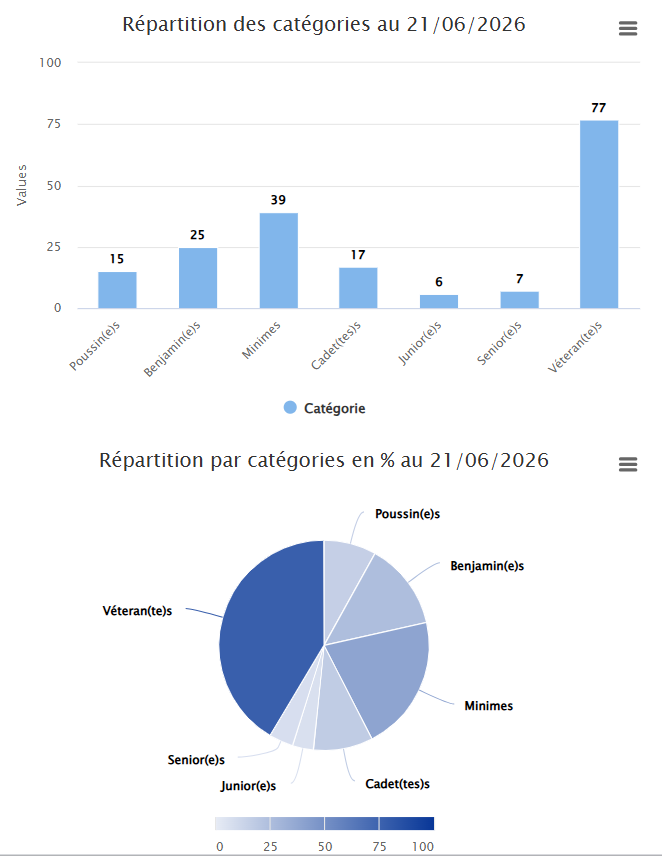 Répartition des catégories au 21/06/2026
100
75
50
25
0
Values
15
25
39
17
6
7
77
Poussin(e)s
Benjamin(e)s
Minimes
Cadet(tes)s
Junior(e)s
Senior(e)s
Véteran(te)s
Catégorie
Répartition par catégories en % au 21/06/2026
Poussin(e)s
Benjamin(e)s
Véteran(te)s
Minimes
Senior(e)s
Junior(e)s
Cadet(tes)s
0 25 50 75 100